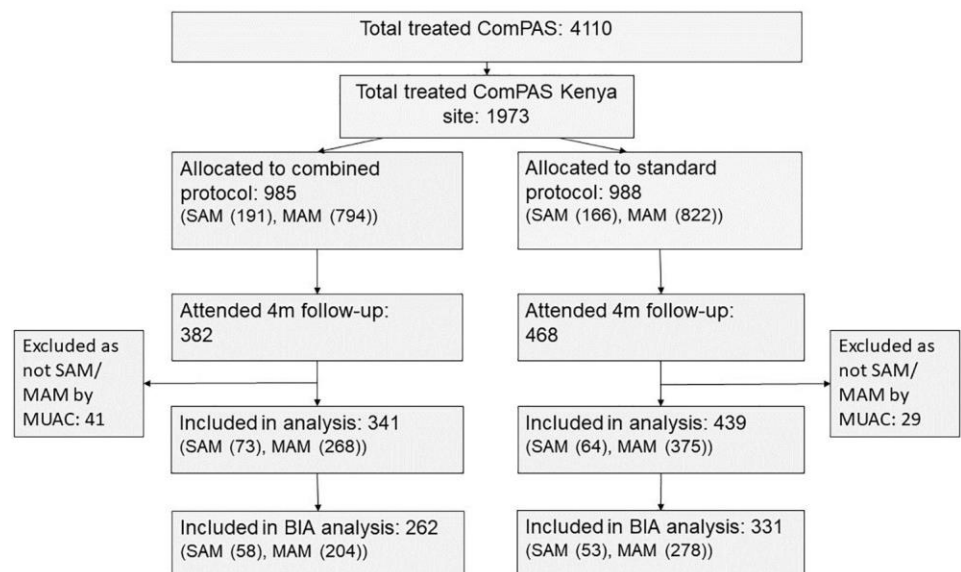 Total treated ComPAS: 4110
Total treated ComPAS Kenya
site: 1973
Allocated to combined
protocol: 985
(SAM (191), MAM (794))
Allocated to standard
protocol: 988
(SAM (166), MAM (822))
Attended 4m follow-up:
382
Attended 4m follow-up:
468
Excluded as
not SAM/
MAM by
MUAC: 41
Excluded as
not SAM/
MAM by
MUAC: 29
Included in analysis: 341
(SAM (73), MAM (268))
Included in analysis: 439
(SAM (64), MAM (375))
Included in BIA analysis: 262
(SAM (58), MAM (204))
Included in BIA analysis: 331
(SAM (53), MAM (278))